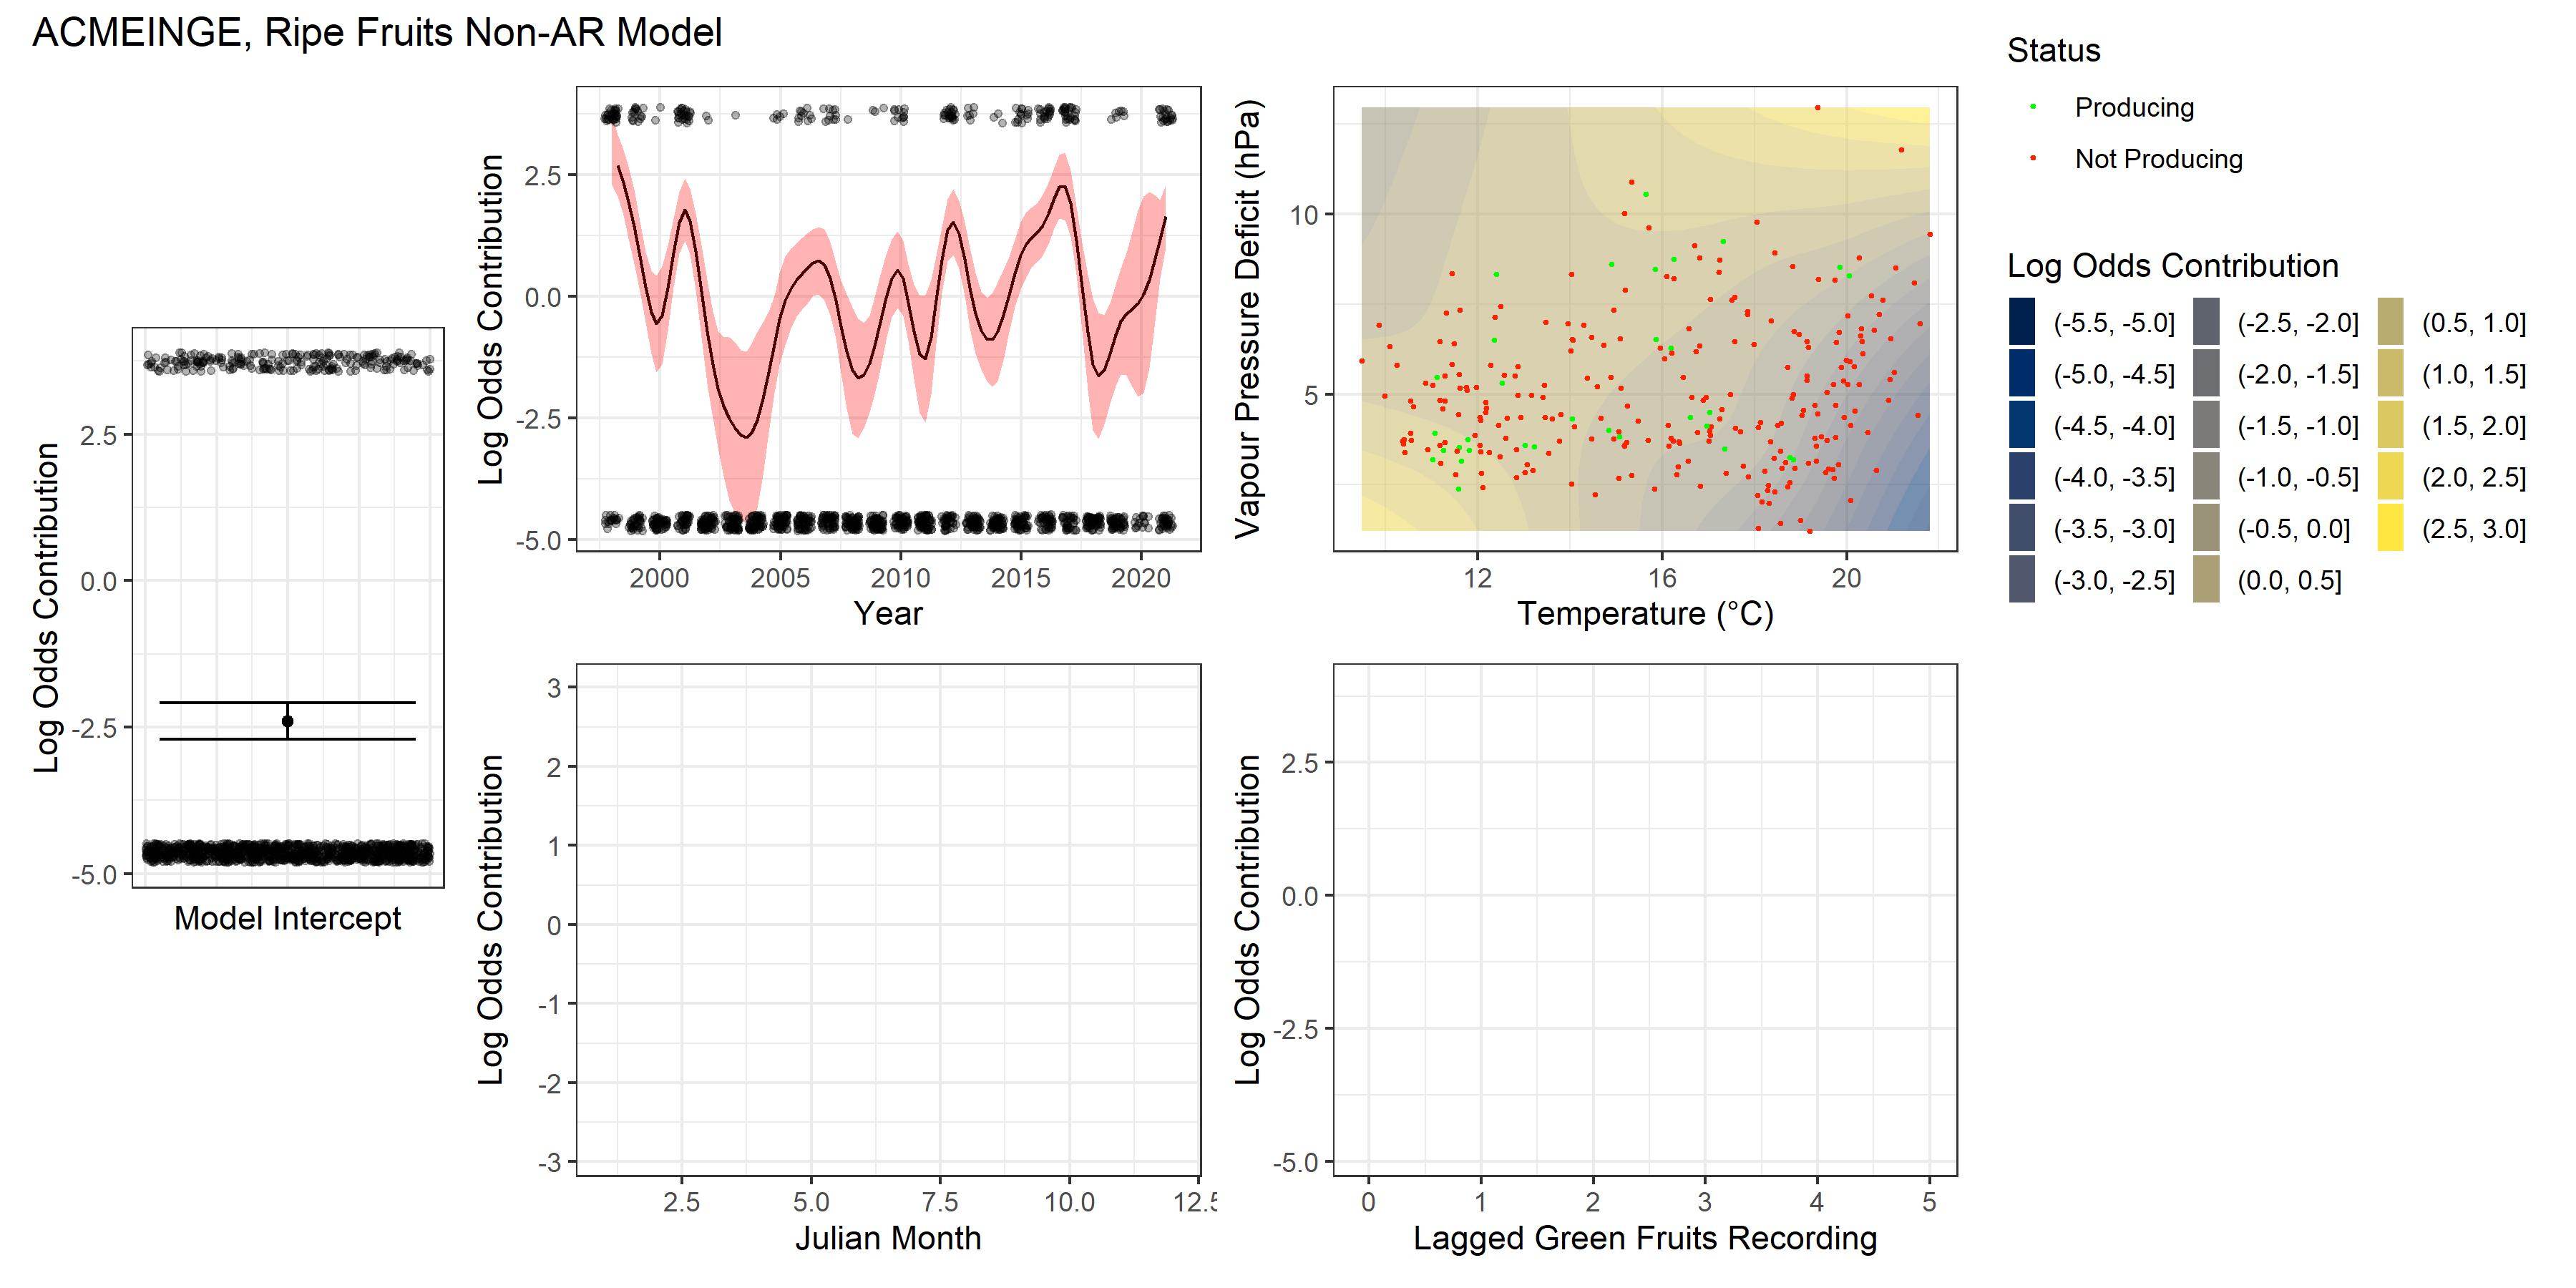 ACMEINGE, Ripe Fruits Non-AR Model
Log Odds Contribution
2.5
0.0
-2.5
-5.0
Model Intercept
Log Odds Contribution
2.5
0.0
-2.5
-5.0
2000 2005 2010 2015 2020
Year
Vapour Pressure Deficit (hPa)
10
5
12 16 20
Temperature (°C)
Status
Producing
Not Producing
Log Odds Contribution
(-5.5, -5.0] (-2.5, -2.0] (0.5, 1.0]
(-5.0, -4.5] (-2.0, -1.5] (1.0, 1.5]
(-4.5, -4.0] (-1.5, -1.0] (1.5, 2.0]
(-4.0, -3.5] (-1.0, -0.5] (2.0, 2.5]
(-3.5, -3.0] (-0.5, 0.0] (2.5, 3.0]
(-3.0, -2.5] (0.0, 0.5]
Log Odds Contribution
3
2
1
0
-1
-2
-3
2.5 5.0 7.5 10.0 12.5
Julian Month
Log Odds Contribution
2.5
0.0
-2.5
-5.0
0 1 2 3 4 5
Lagged Green Fruits Recording